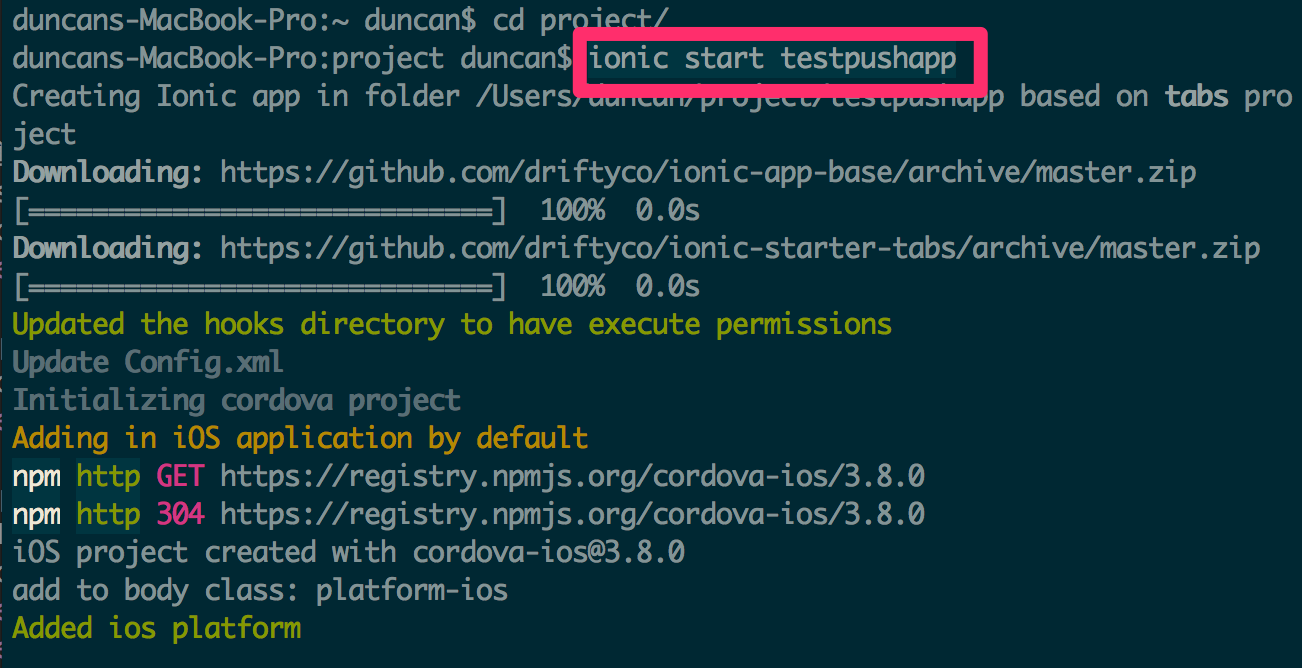 duncans-MacBook-Pro:~ duncan$ cd project/
duncans-MacBook-Pro:project duncan$ ionic start testpushapp
Creating Ionic app in folder /Users/duncan/project/testpushapp based on tabs pro
ject
Downloading: https://github.com/driftyco/ionic-app-base/archive/master.zip
[=============================] 100% 0.0s
Downloading: https://github.com/driftyco/ionic-starter-tabs/archive/master.zip
[=============================] 100% 0.0s
Updated the hooks directory to have execute permissions
Update Config.xml
Initializing cordova project
Adding in iOS application by default
npm http GET https://registry.npmjs.org/cordova-ios/3.8.0
npm http 304 https://registry.npmjs.org/cordova-ios/3.8.0
iOS project created with cordova-ios@3.8.0
add to body class: platform-ios
Added ios platform